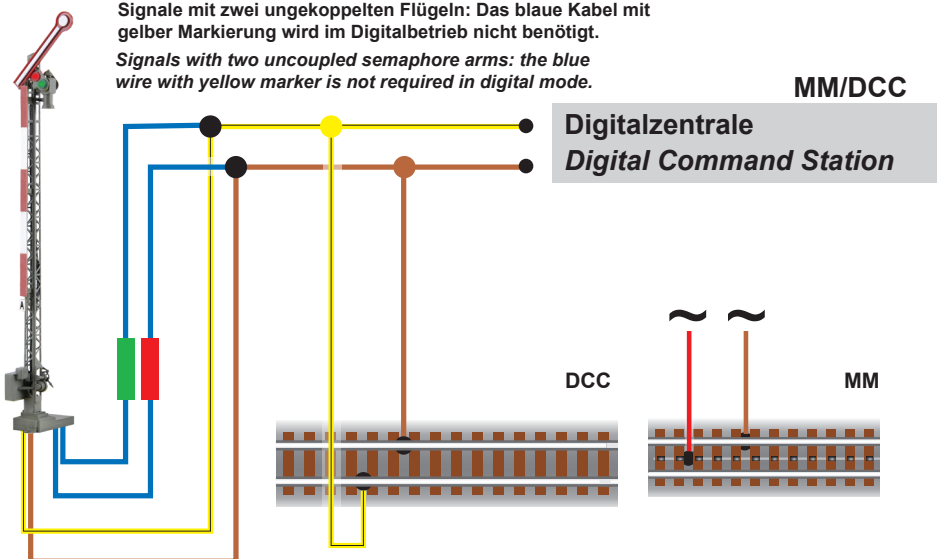 Signale mit zwei ungekoppelten Flügeln: Das blaue Kabel mit
gelber Markierung wird im Digitalbetrieb nicht benötigt.
Signals with two uncoupled semaphore arms: the blue
wire with yellow marker is not required in digital mode.
MM/DCC
Digitalzentrale
Digital Command Station
A
~ ~
DCC
MM